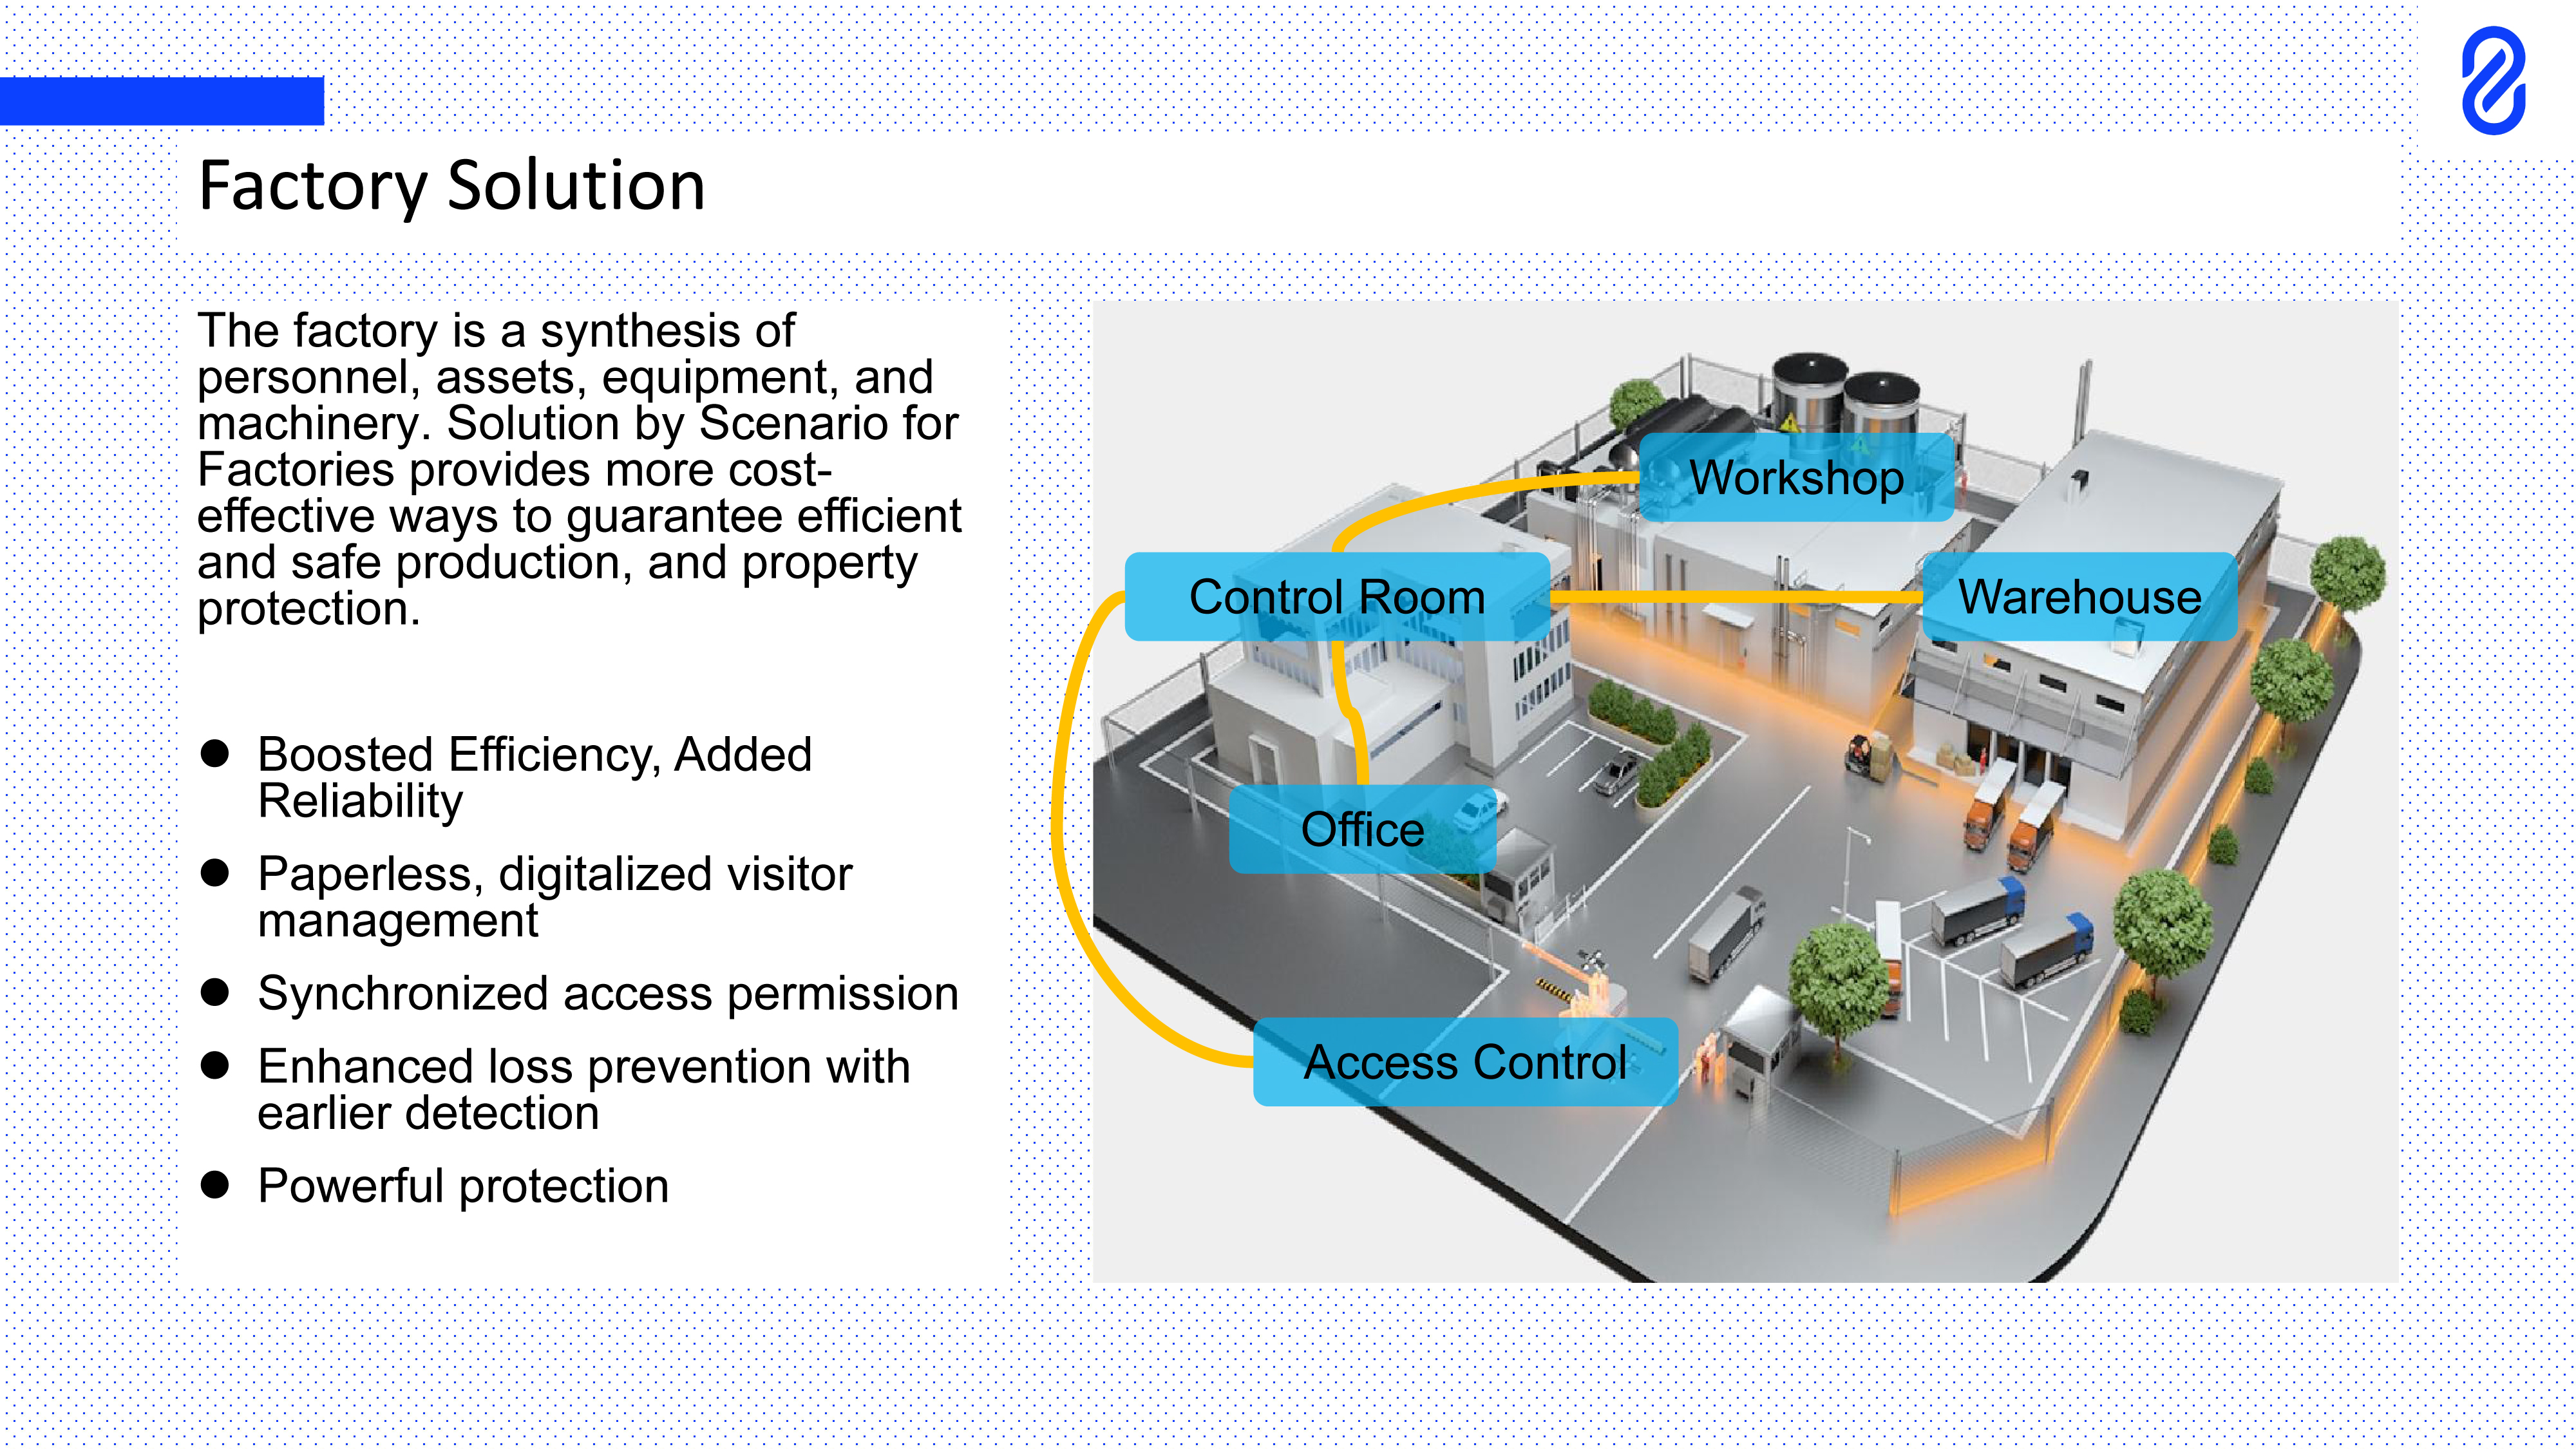 Factory Solution
The factory is a synthesis of
personnel, assets, equipment, and
machinery. Solution by Scenario for
Factories provides more cost-
effective ways to guarantee efficient
and safe production, and property
protection.
● Boosted Efficiency, Added
Reliability
● Paperless, digitalized visitor
management
● Synchronized access permission
● Enhanced loss prevention with
earlier detection
● Powerful protection
Workshop
Control Room
Warehouse
Office
Access Control